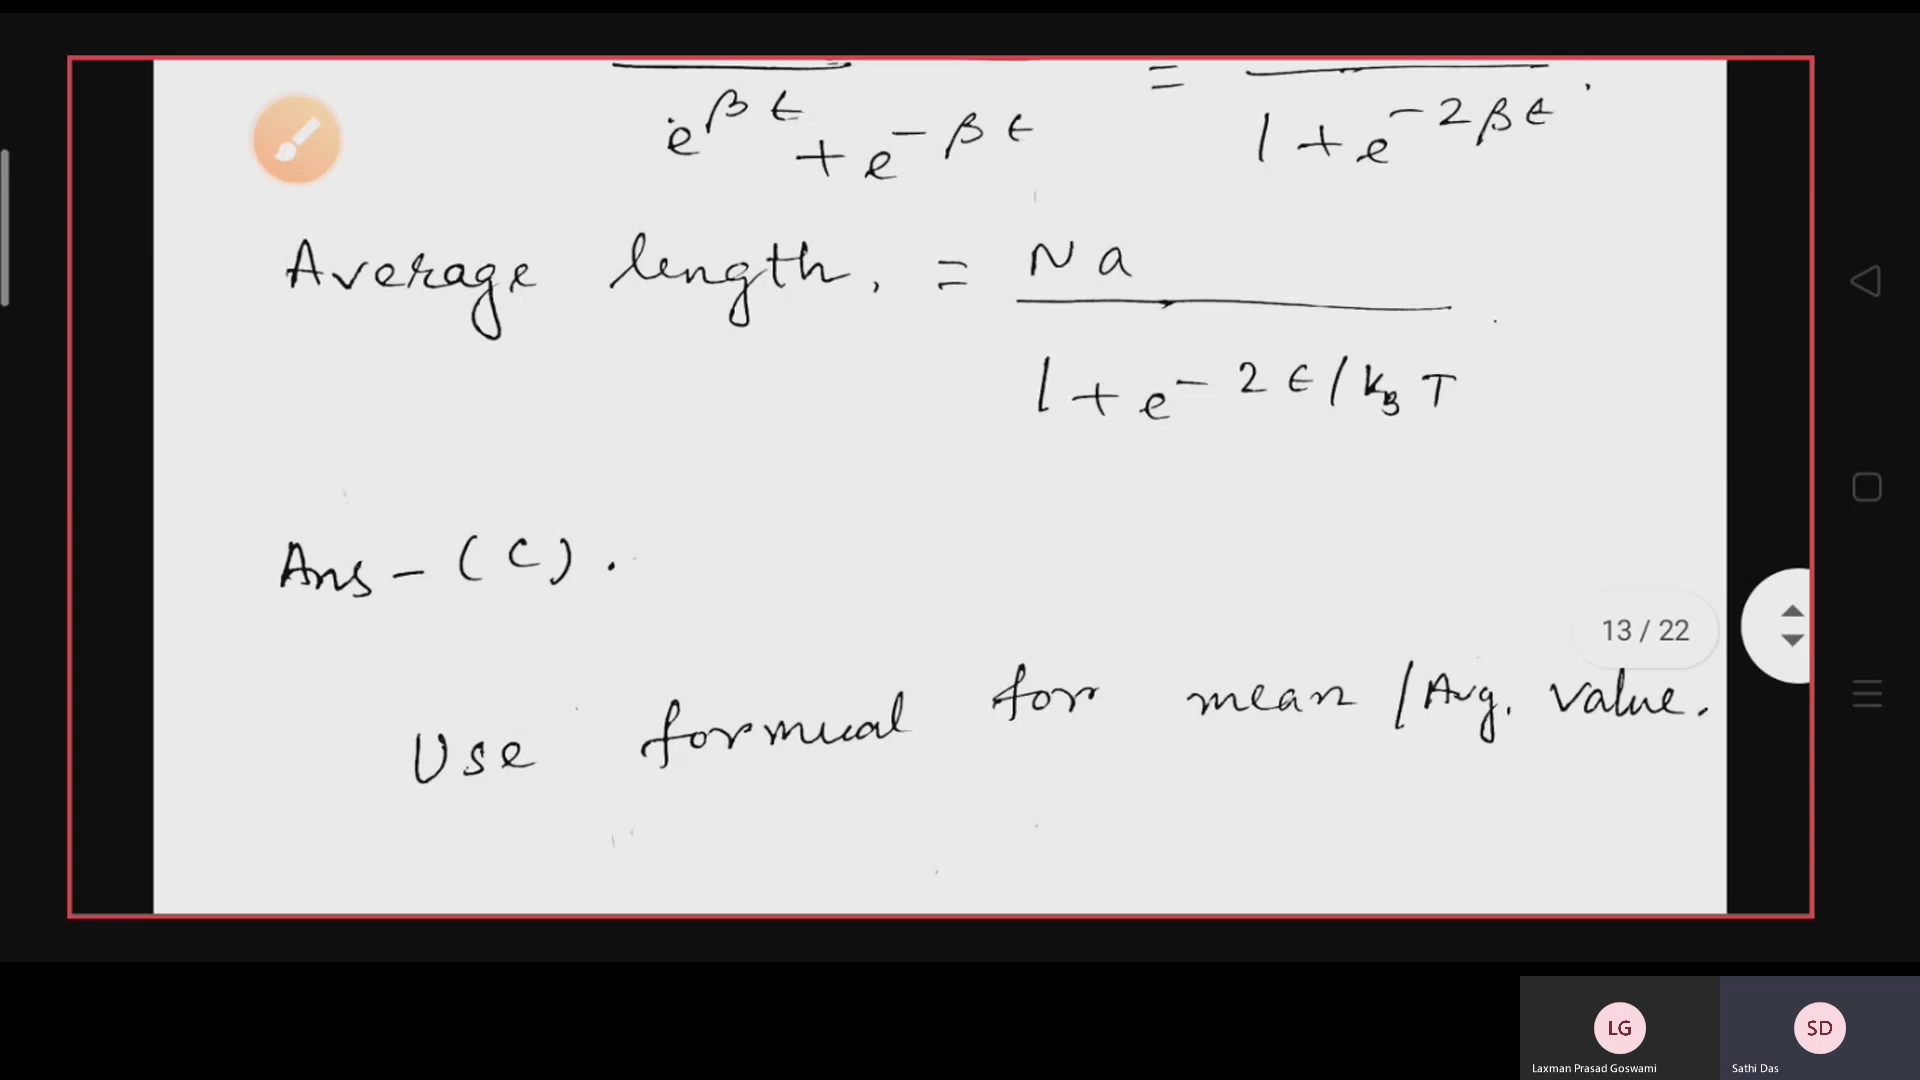 e^{βϵ} + e^{-βϵ} = 1 + e^{-2βϵ} .
Average length, = Na
1 + e^{-2ϵ/k_B T}
Ans - (C).
13 / 22
Use formual for mean / Avg. value.
LG
SD
Laxman Prasad Goswami
Sathi Das